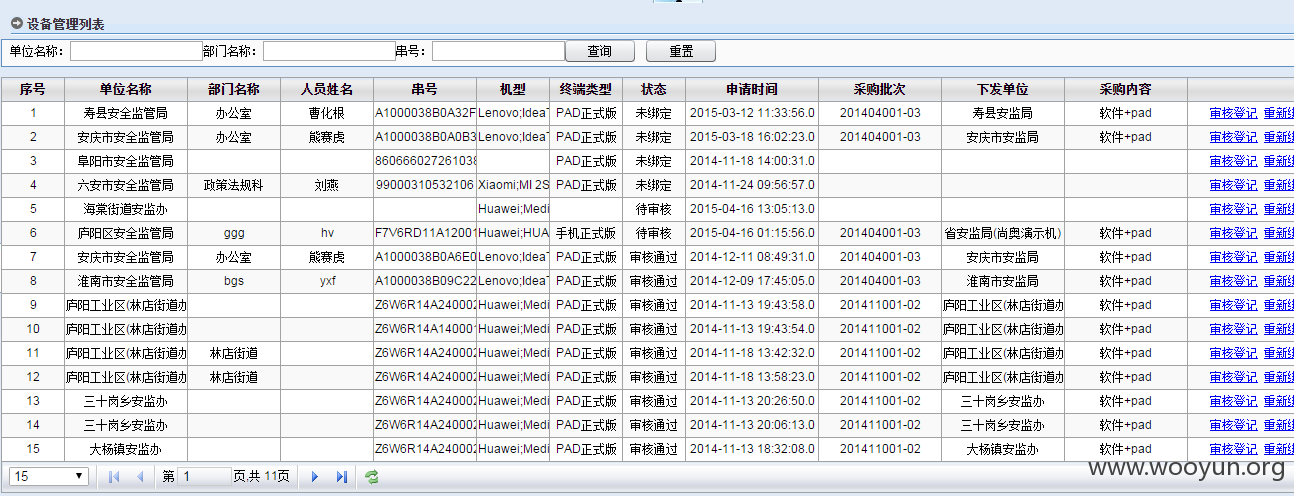 设备管理列表
单位名称： 部门名称： 串号： 查询 重置
序号 单位名称 部门名称 人员姓名 串号 机型 终端类型 状态 申请时间 采购批次 下发单位 采购内容
1 寿县安全监管局 办公室 曹化根 A1000038B0A32F Lenovo;Idea PAD正式版 未绑定 2015-03-12 11:33:56.0 201404001-03 寿县安监局 软件+pad 审核登记 重新绑
2 安庆市安全监管局 办公室 熊赛虎 A1000038B0A0B3 Lenovo;Idea PAD正式版 未绑定 2015-03-18 16:02:23.0 201404001-03 安庆市安监局 软件+pad 审核登记 重新绑
3 阜阳市安全监管局 860666027261038 PAD正式版 未绑定 2014-11-18 14:00:31.0 审核登记 重新绑
4 六安市安全监管局 政策法规科 刘燕 99000310532106 Xiaomi;MI 2S PAD正式版 未绑定 2014-11-24 09:56:57.0 审核登记 重新绑
5 海棠街道安监办 Huawei;Medi 待审核 2015-04-16 13:05:13.0 审核登记 重新绑
6 庐阳区安全监管局 ggg hv F7V6RD11A12001 Huawei;HUA 手机正式版 待审核 2015-04-16 01:15:56.0 201404001-03 省安监局(尚奥演示机) 软件+pad 审核登记 重新绑
7 安庆市安全监管局 办公室 熊赛虎 A1000038B0A6E0 Lenovo;Idea PAD正式版 审核通过 2014-12-11 08:49:31.0 201404001-03 安庆市安监局 软件+pad 审核登记 重新绑
8 淮南市安全监管局 bgs yxf A1000038B09C22 Lenovo;Idea PAD正式版 审核通过 2014-12-09 17:45:05.0 201404001-03 淮南市安监局 软件+pad 审核登记 重新绑
9 庐阳工业区(林店街道办 Z6W6R14A240002 Huawei;Medi PAD正式版 审核通过 2014-11-13 19:43:58.0 201411001-02 庐阳工业区(林店街道办 软件+pad 审核登记 重新绑
10 庐阳工业区(林店街道办 Z6W6R14A140001 Huawei;Medi PAD正式版 审核通过 2014-11-13 19:43:54.0 201411001-02 庐阳工业区(林店街道办 软件+pad 审核登记 重新绑
11 庐阳工业区(林店街道办 林店街道 Z6W6R14A240002 Huawei;Medi PAD正式版 审核通过 2014-11-18 13:42:32.0 201411001-02 庐阳工业区(林店街道办 软件+pad 审核登记 重新绑
12 庐阳工业区(林店街道办 林店街道 Z6W6R14A240002 Huawei;Medi PAD正式版 审核通过 2014-11-18 13:58:23.0 201411001-02 庐阳工业区(林店街道办 软件+pad 审核登记 重新绑
13 三十岗乡安监办 Z6W6R14A240002 Huawei;Medi PAD正式版 审核通过 2014-11-13 20:26:50.0 201411001-02 三十岗乡安监办 软件+pad 审核登记 重新绑
14 三十岗乡安监办 Z6W6R14A240002 Huawei;Medi PAD正式版 审核通过 2014-11-13 20:06:13.0 201411001-02 三十岗乡安监办 软件+pad 审核登记 重新绑
15 大杨镇安监办 Z6W6R14A240002 Huawei;Medi PAD正式版 审核通过 2014-11-13 18:32:08.0 201411001-02 大杨镇安监办 软件+pad 审核登记 重新绑
15 第 1 页,共 11页
www.wooyun.org